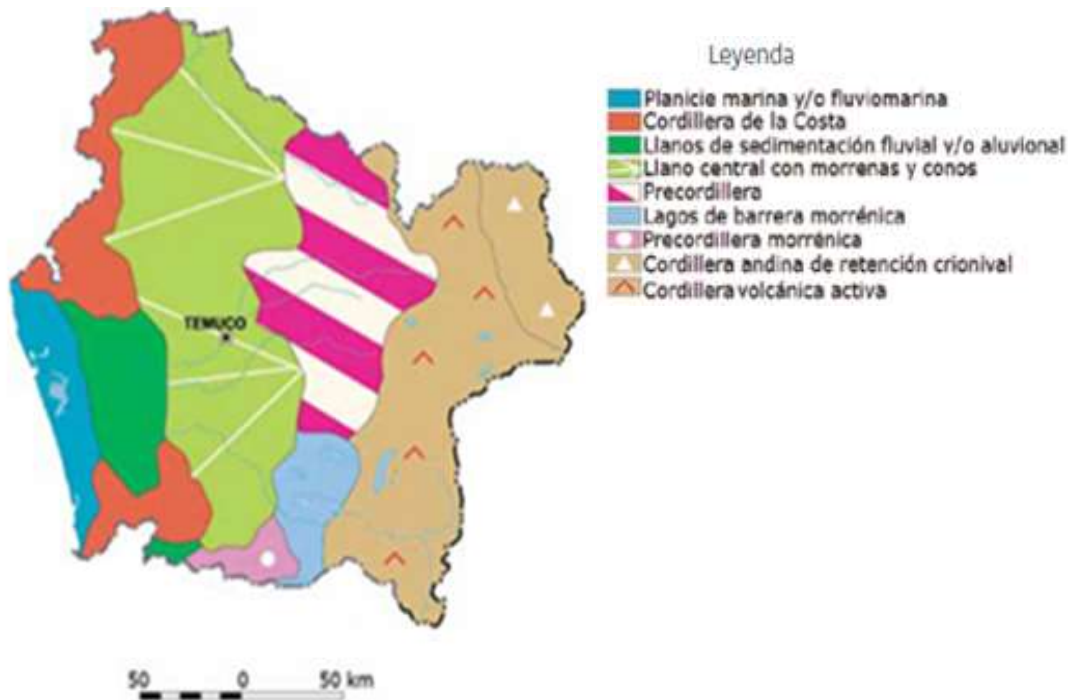 Leyenda
Planicie marina y/o fluviomarina
Cordillera de la Costa
Llanos de sedimentación fluvial y/o aluvional
Llano central con morrenas y conos
Precordillera
Lagos de barrera morrénica
Precordillera morrénica
Cordillera andina de retención crionival
Cordillera volcánica activa
TEMUCO
50 0 50 km